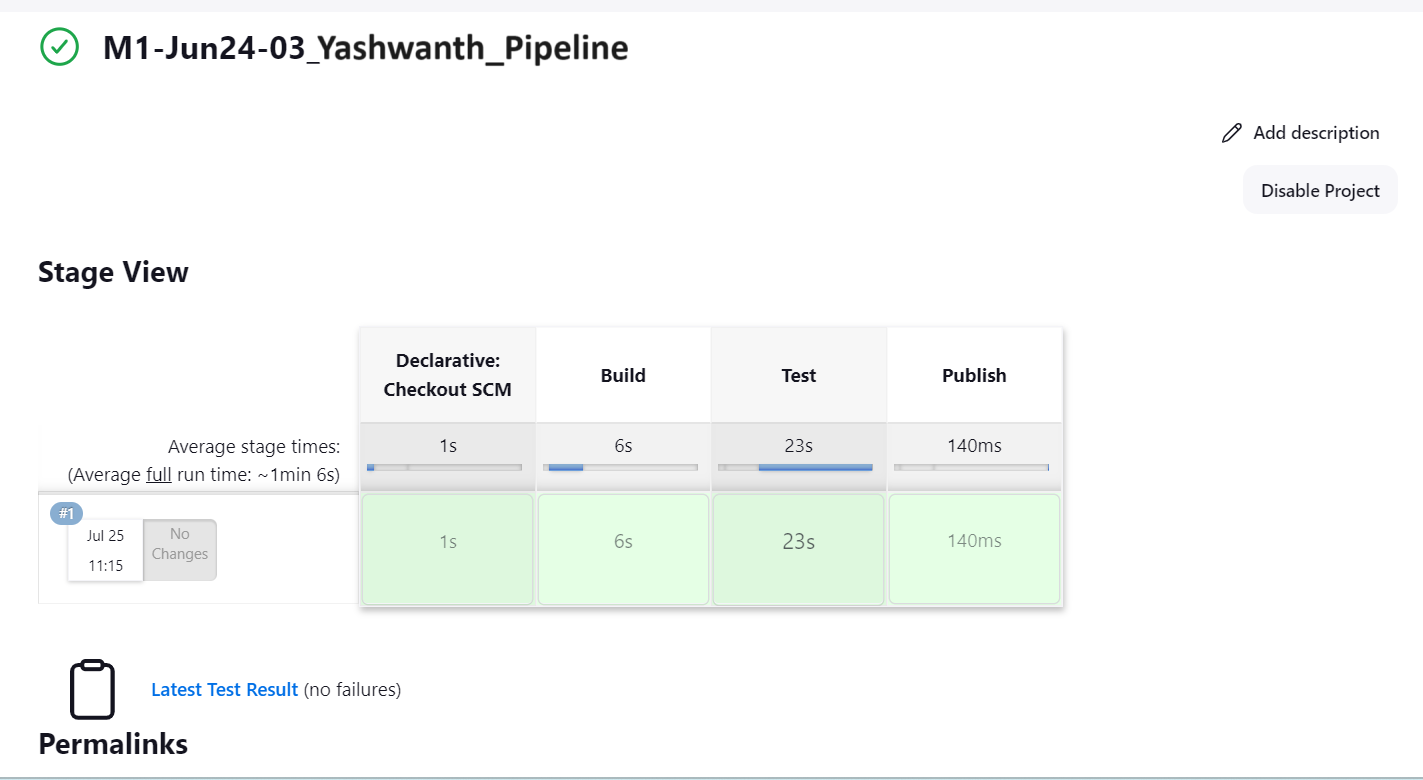 M1-Jun24-03_Yashwanth_Pipeline
Add description
Disable Project
Stage View
Declarative:
Checkout SCM
Build
Test
Publish
Average stage times:
(Average full run time: ~1min 6s)
1s
6s
23s
140ms
#1
Jul 25
11:15
No
Changes
1s
6s
23s
140ms
Latest Test Result (no failures)
Permalinks